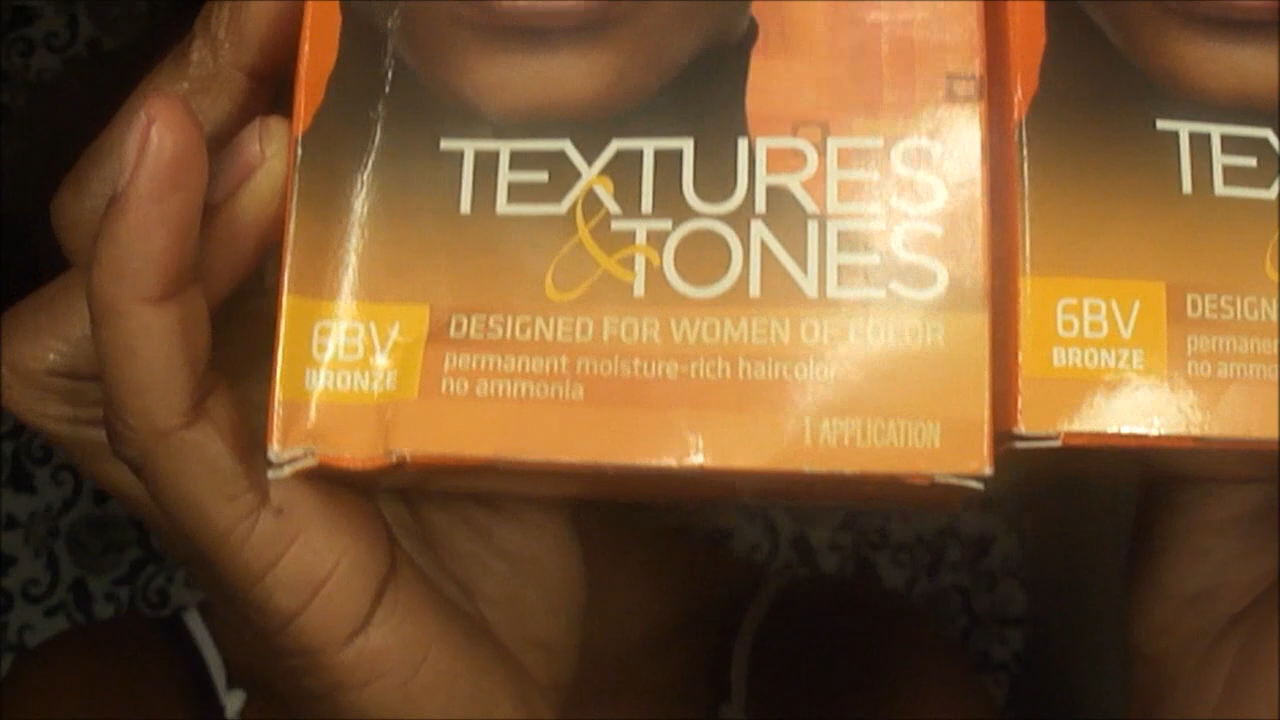 TEXTURES
& TONES
6BV
BRONZE
DESIGNED FOR WOMEN OF COLOR
permanent moisture-rich haircolor
no ammonia
1 APPLICATION
TEX
6BV
BRONZE
DESIGN
permanen
no ammo